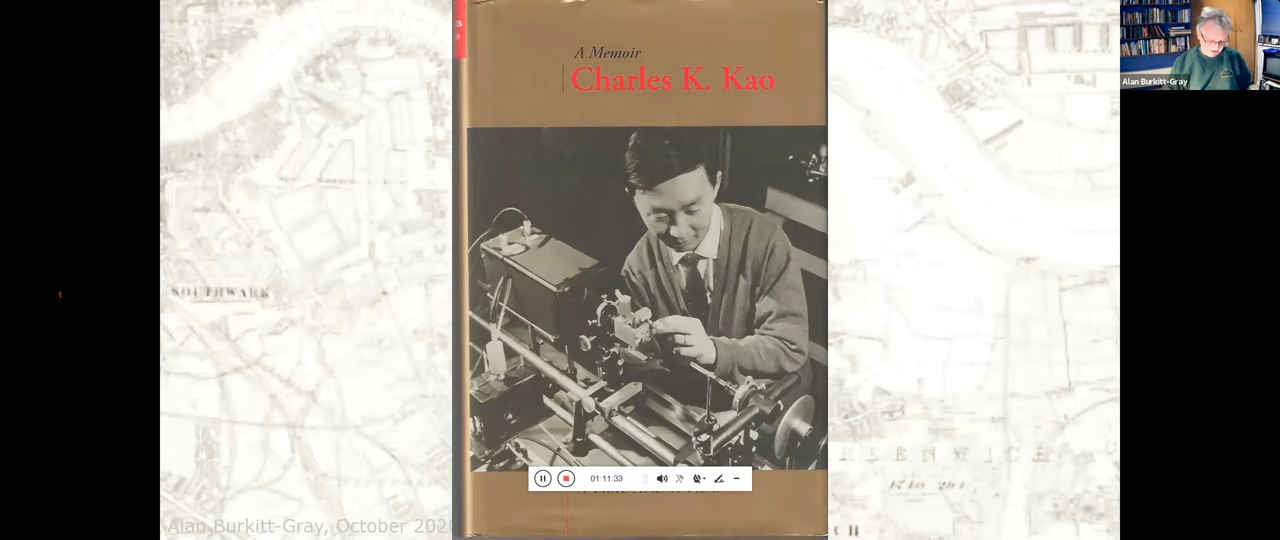 A Memoir
Charles K. Kao
Alan Burkitt-Gray
SOUTHWARK
01:11:33
Alan Burkitt-Gray, October 202